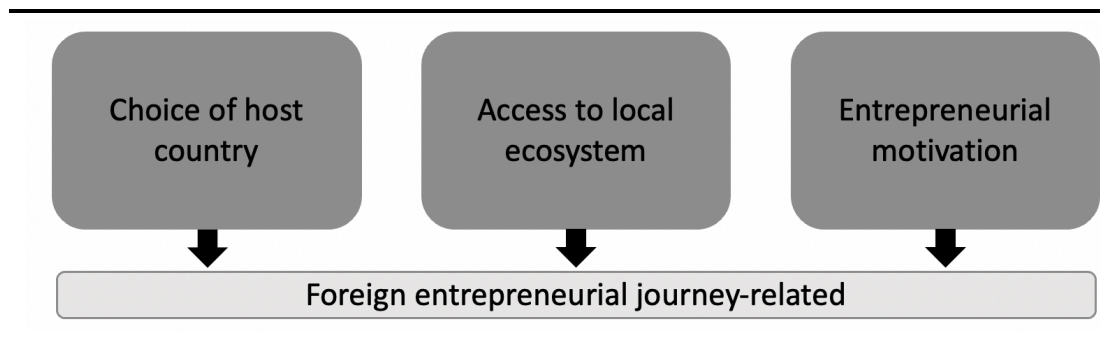 Choice of host
country
Access to local
ecosystem
Entrepreneurial
motivation
Foreign entrepreneurial journey-related